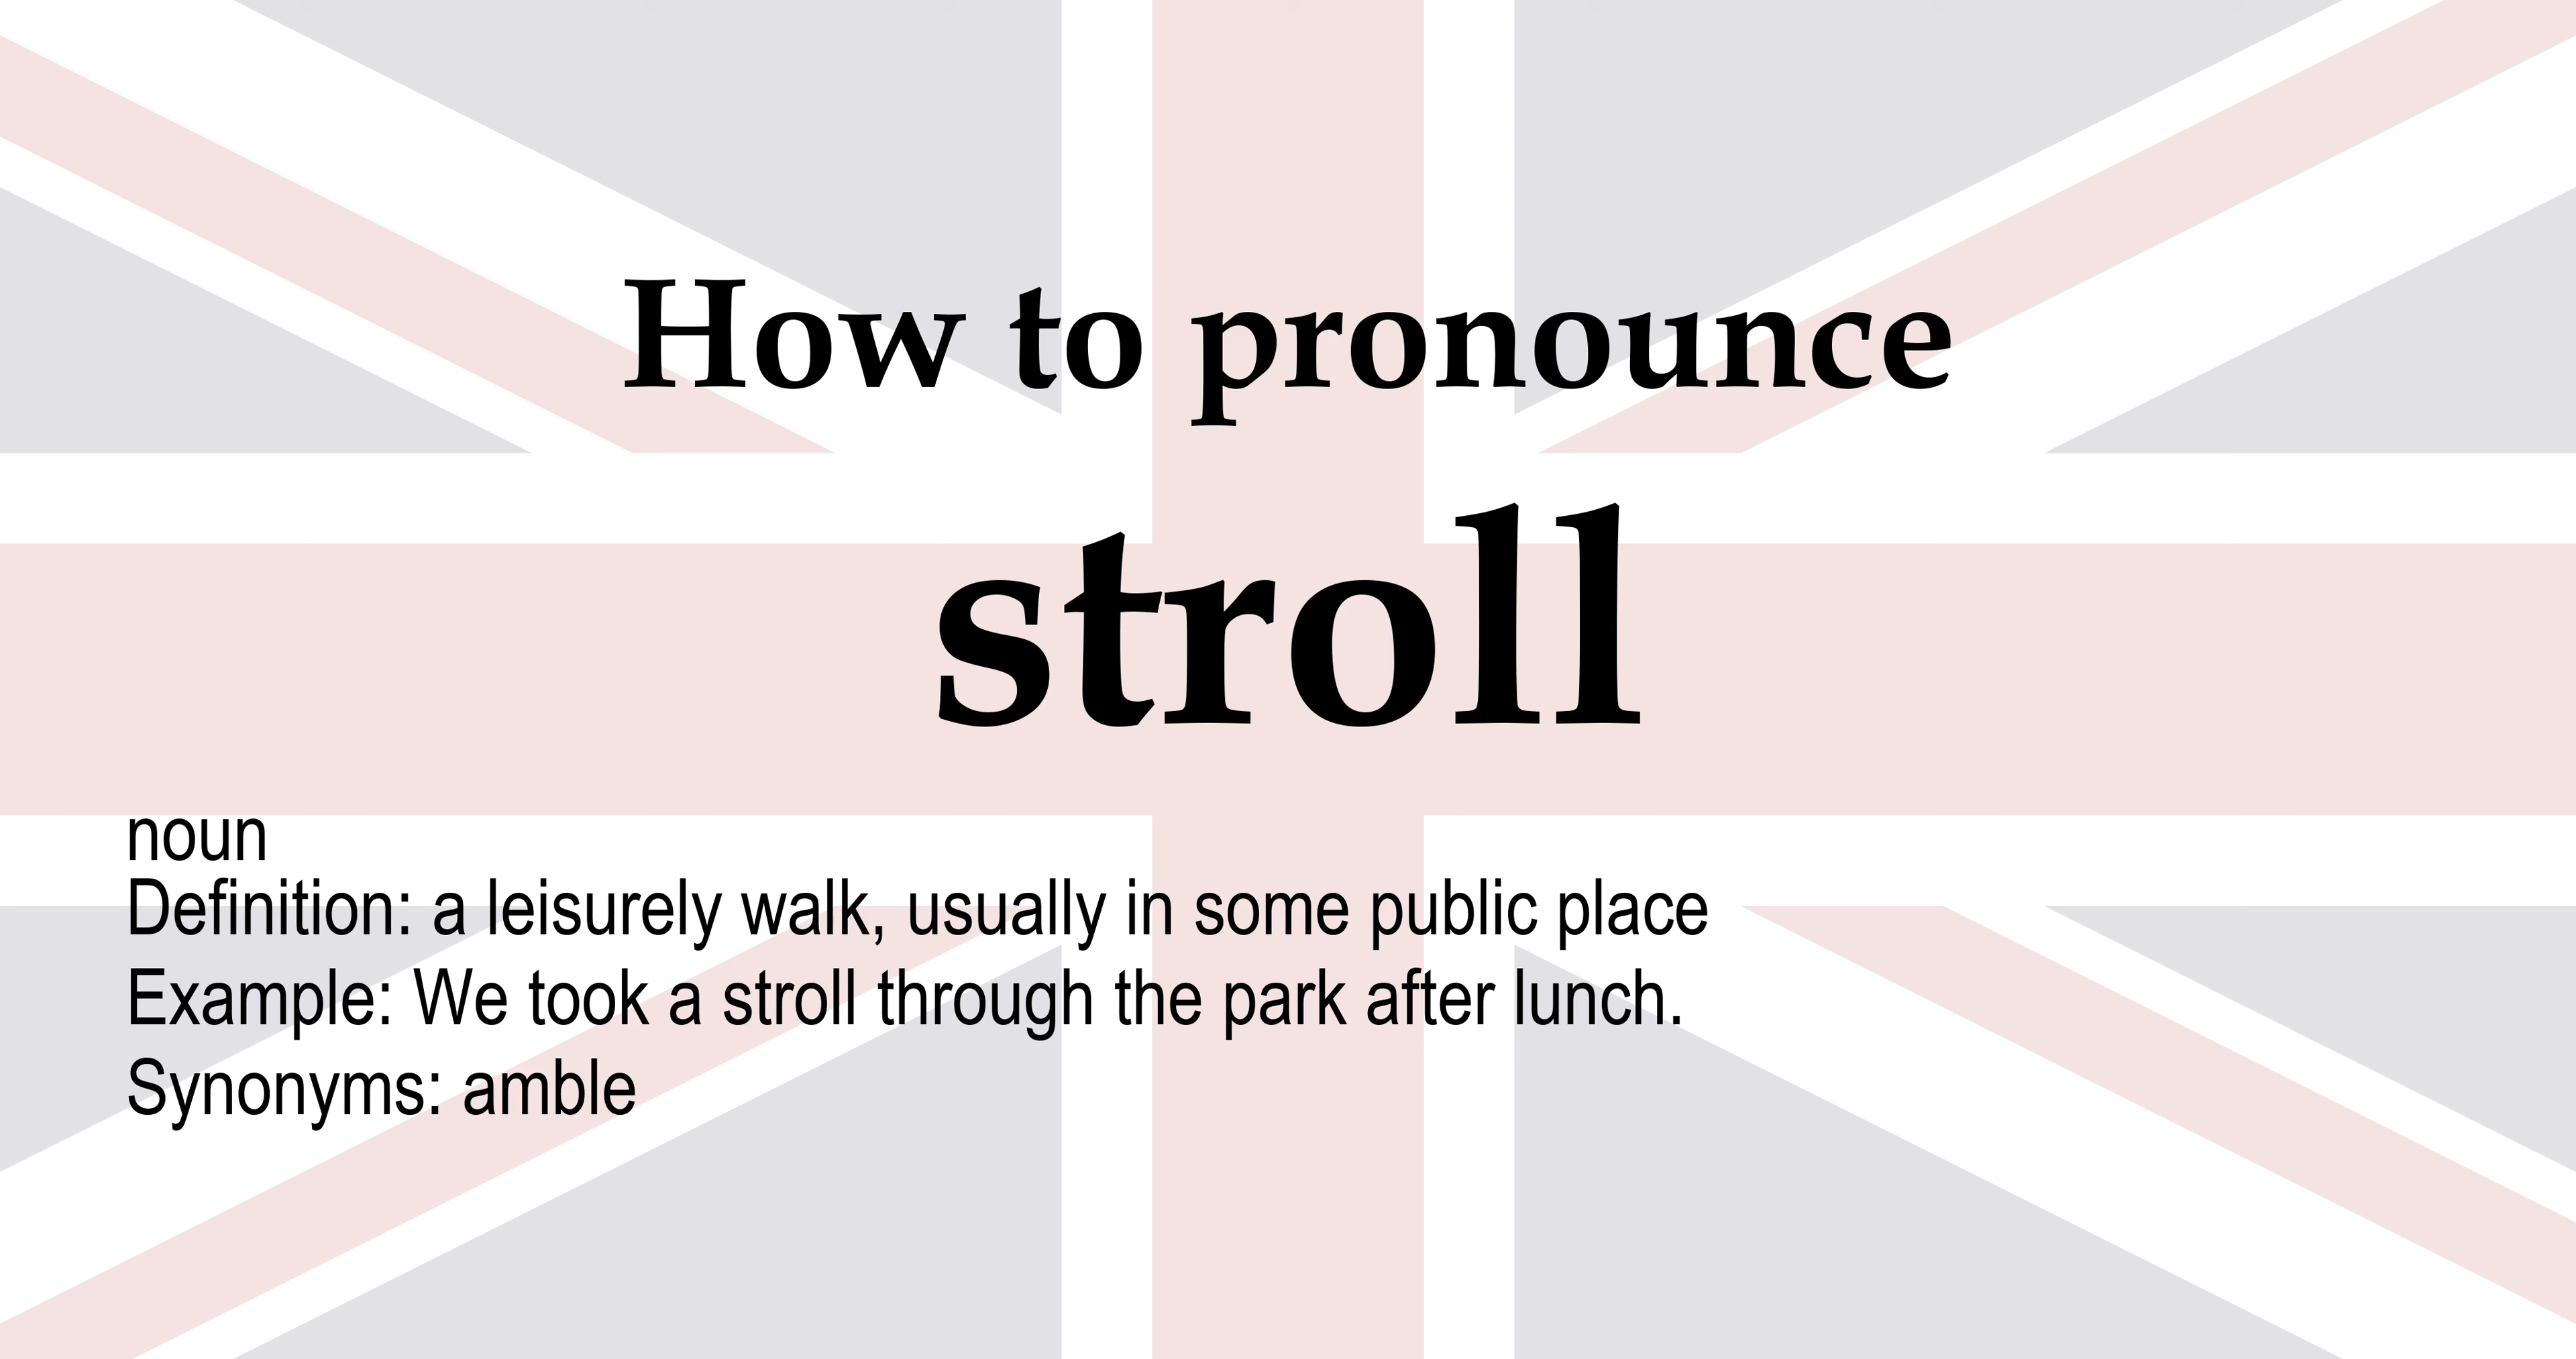 How to pronounce
stroll
noun
Definition: a leisurely walk, usually in some public place
Example: We took a stroll through the park after lunch.
Synonyms: amble